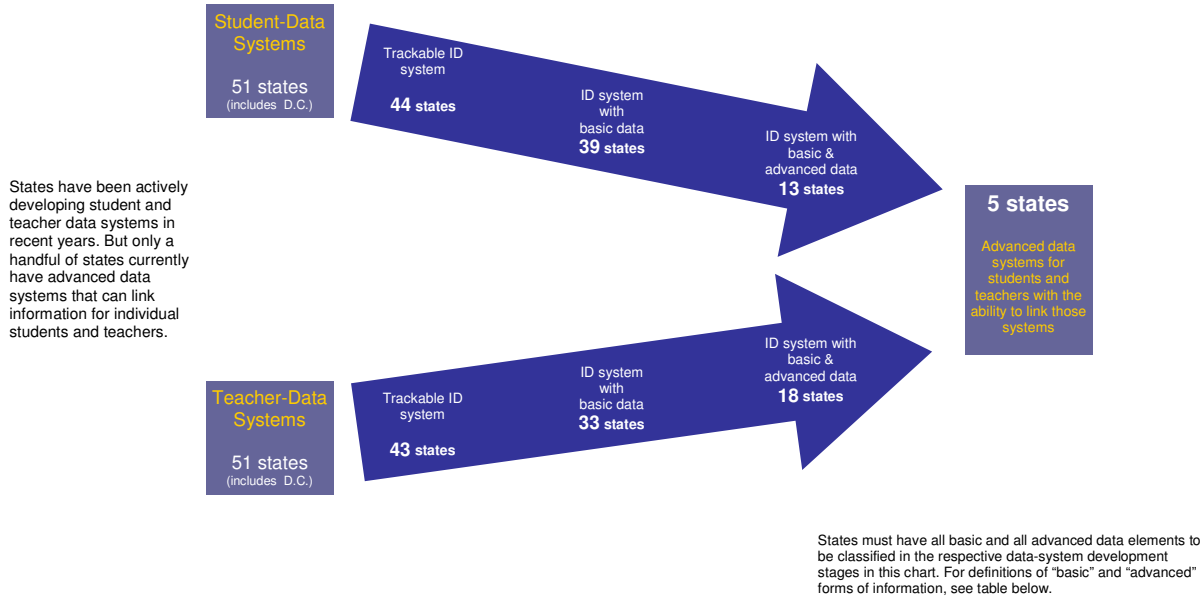 Student-Data
Systems
51 states
(includes D.C.)
Trackable ID
system
44 states
ID system
with
basic data
39 states
ID system with
basic &
advanced data
13 states
States have been actively
developing student and
teacher data systems in
recent years. But only a
handful of states currently
have advanced data
systems that can link
information for individual
students and teachers.
5 states
Advanced data
systems for
students and
teachers with the
ability to link those
systems
Teacher-Data
Systems
51 states
(includes D.C.)
Trackable ID
system
43 states
ID system
with
basic data
33 states
ID system with
basic &
advanced data
18 states
States must have all basic and all advanced data elements to
be classified in the respective data-system development
stages in this chart. For definitions of “basic” and “advanced”
forms of information, see table below.